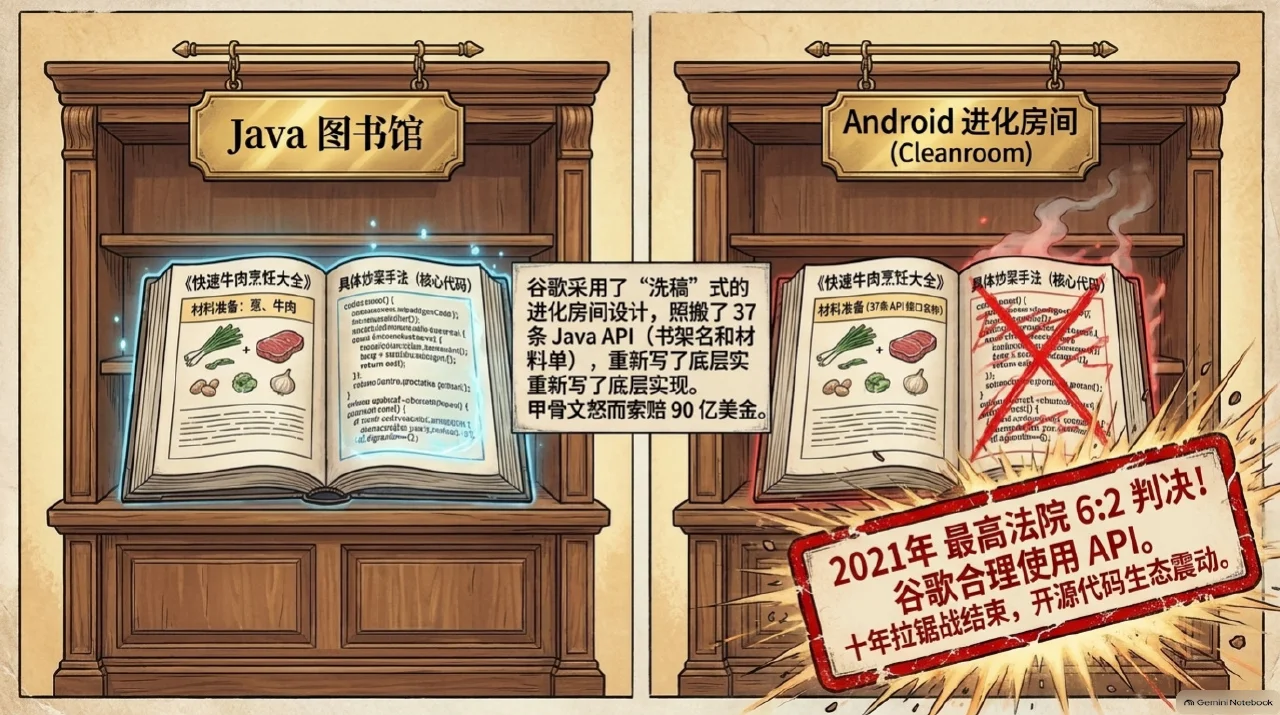 Java 图书馆
《快速牛肉烹饪大全》
材料准备：葱、牛肉
具体炒菜手法（核心代码）
谷歌采用了“洗稿”式的
进化房间设计，照搬了 37
条 Java API（书架名和材
料单），重新写了底层实
重新写了底层实现。
甲骨文怒而索赔 90 亿美金。
Android 进化房间
(Cleanroom)
《快速牛肉烹饪大全》
材料准备 (37条API接口名称)
具体炒菜手法（核心代码）
2021年 最高法院 6:2 判决！
谷歌合理使用 API。
十年拉锯战结束，开源代码生态震动。
Gemini Notebook